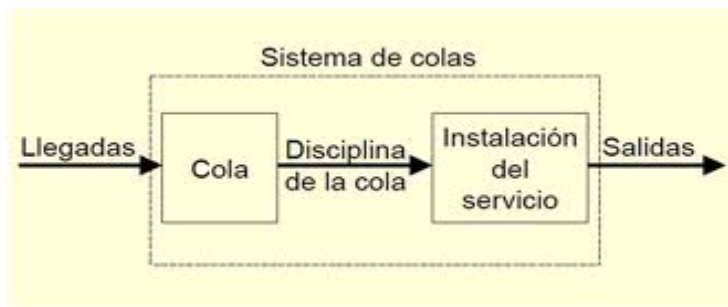 Sistema de colas
Llegadas
Cola
Disciplina
de la cola
Instalación
del
servicio
Salidas